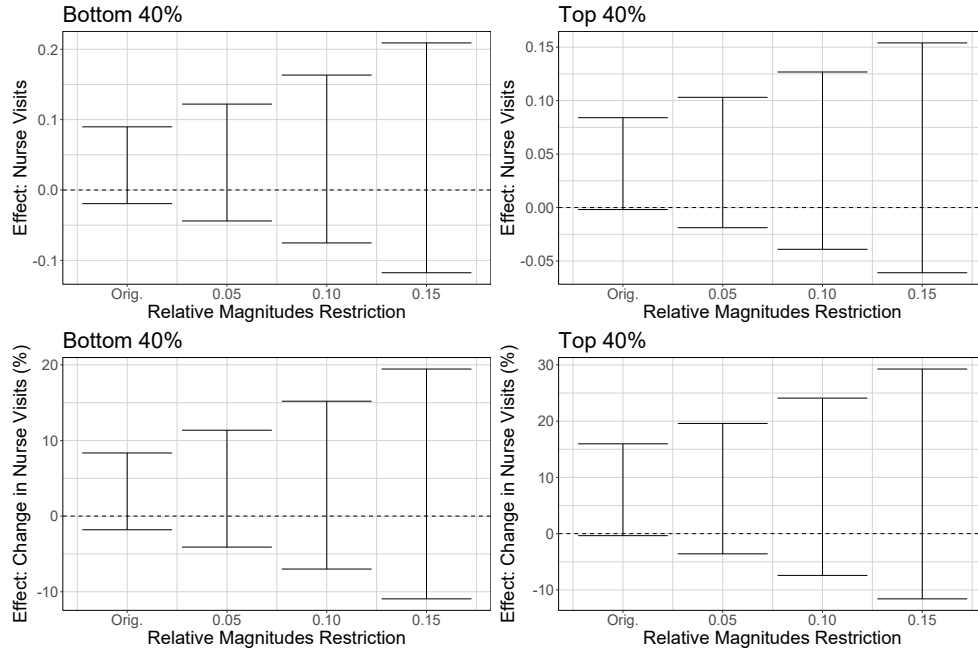 Bottom 40%
Effect: Nurse Visits
0.2
0.1
0.0
-0.1
Orig.
0.05
0.10
0.15
Relative Magnitudes Restriction
Top 40%
Effect: Nurse Visits
0.15
0.10
0.05
0.00
-0.05
Orig.
0.05
0.10
0.15
Relative Magnitudes Restriction
Bottom 40%
Effect: Change in Nurse Visits (%)
20
10
0
-10
Orig.
0.05
0.10
0.15
Relative Magnitudes Restriction
Top 40%
Effect: Change in Nurse Visits (%)
30
20
10
0
-10
Orig.
0.05
0.10
0.15
Relative Magnitudes Restriction